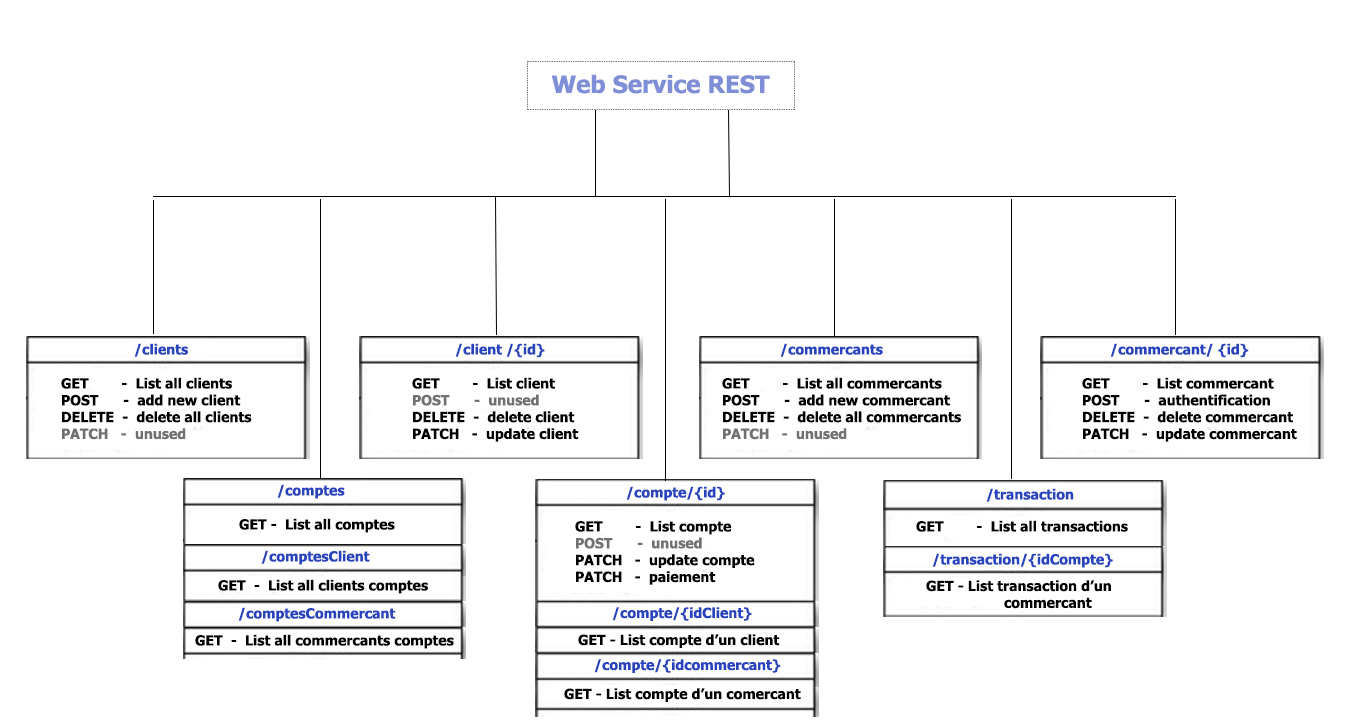 Web Service REST
/clients
GET - List all clients
POST - add new client
DELETE - delete all clients
PATCH - unused
/client /{id}
GET - List client
POST - unused
DELETE - delete client
PATCH - update client
/commercants
GET - List all commercants
POST - add new commercant
DELETE - delete all commercants
PATCH - unused
/commercant/ {id}
GET - List commercant
POST - authentification
DELETE - delete commercant
PATCH - update commercant
/comptes
GET - List all comptes
/comptesClient
GET - List all clients comptes
/comptesCommercant
GET - List all commercants comptes
/compte/{id}
GET - List compte
POST - unused
PATCH - update compte
PATCH - paiement
/compte/{idClient}
GET - List compte d’un client
/compte/{idcommercant}
GET - List compte d’un comercant
/transaction
GET - List all transactions
/transaction/{idCompte}
GET - List transaction d’un
commercant